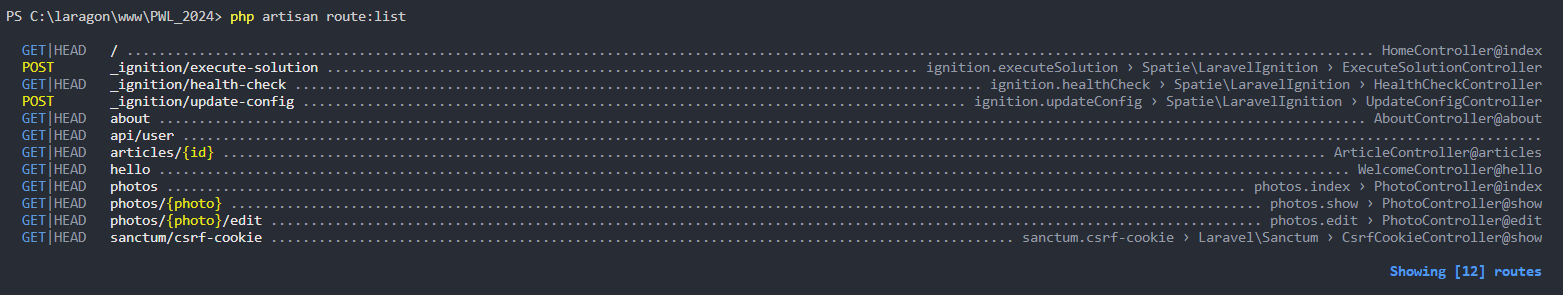 PS C:\laragon\www\PWL_2024> php artisan route:list
GET|HEAD / ........................................................................................................................................................... HomeController@index
POST _ignition/execute-solution .......................................................................... ignition.executeSolution › Spatie\LaravelIgnition › ExecuteSolutionController
GET|HEAD _ignition/health-check ...................................................................................... ignition.healthCheck › Spatie\LaravelIgnition › HealthCheckController
POST _ignition/update-config ................................................................................... ignition.updateConfig › Spatie\LaravelIgnition › UpdateConfigController
GET|HEAD about ...................................................................................................................................................... AboutController@about
GET|HEAD api/user ..........................................................................................................................................................................
GET|HEAD articles/{id} .......................................................................................................................................... ArticleController@articles
GET|HEAD hello .................................................................................................................................................... WelcomeController@hello
GET|HEAD photos ....................................................................................................................................... photos.index › PhotoController@index
GET|HEAD photos/{photo} ................................................................................................................................. photos.show › PhotoController@show
GET|HEAD photos/{photo}/edit ............................................................................................................................ photos.edit › PhotoController@edit
GET|HEAD sanctum/csrf-cookie ............................................................................................. sanctum.csrf-cookie › Laravel\Sanctum › CsrfCookieController@show
Showing [12] routes